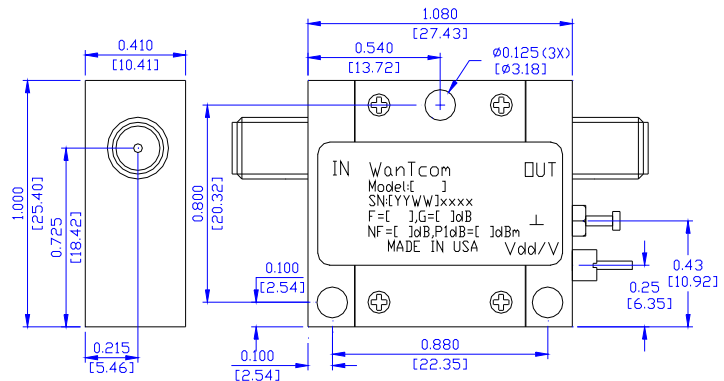 1.080
[27.43]
0.410
[10.41]
0.540
[13.72]
Ø0.125(3X)
[Ø3.18]
1.000
[25.40]
0.725
[18.42]
0.800
[20.32]
IN WanTcom OUT
Model:[ ]
SN:[YYWW]xxxx
F=[ ],G=[ ]dB
NF=[ ]dB,P1dB=[ ]dBm
MADE IN USA
⊥
Vdd/V
0.100
[2.54]
0.43
[10.92]
0.25
[6.35]
0.215
[5.46]
0.100
[2.54]
0.880
[22.35]